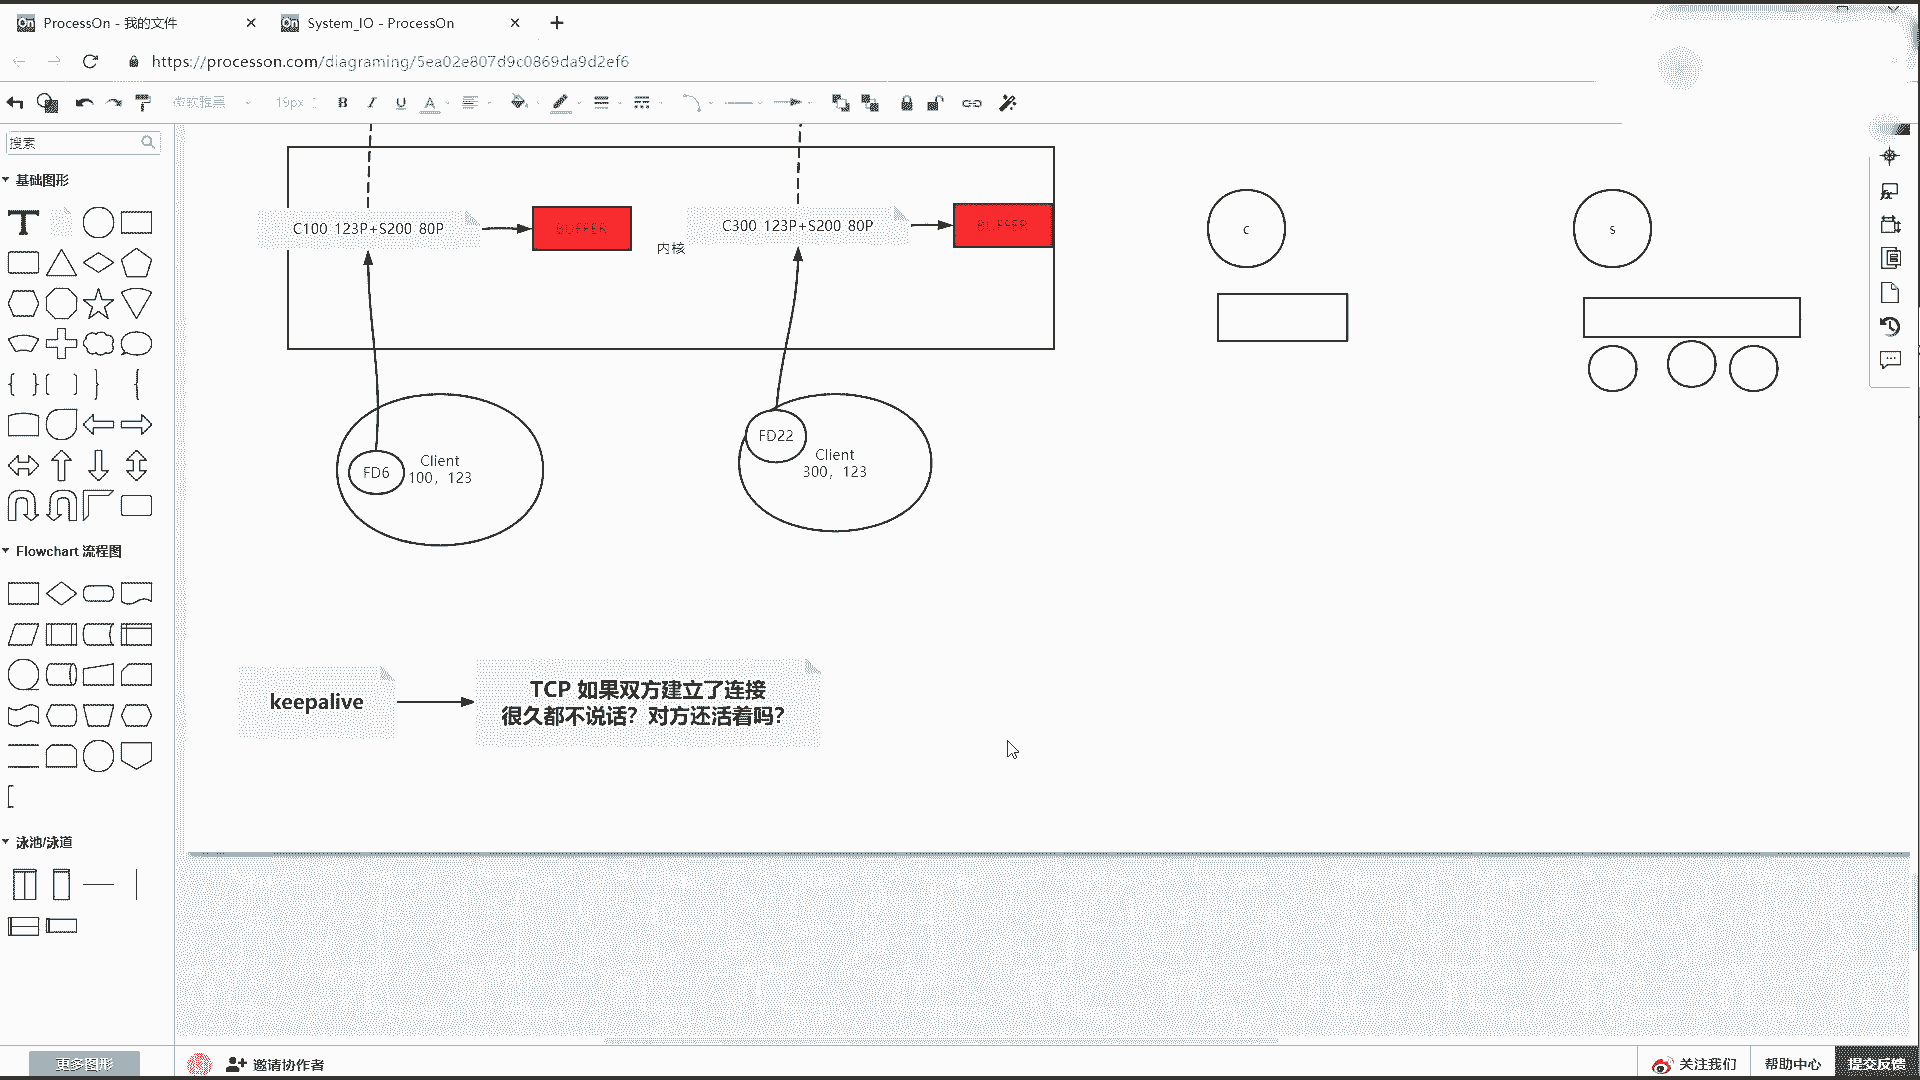 ProcessOn - 我的文件
System_IO - ProcessOn
https://processon.com/diagraming/5ea02e807d9c0869da9d2ef6
微软雅黑
19px
B I U A
搜索
基础图形
T
Flowchart 流程图
泳池/泳道
更多图形
C100 123P+S200 80P
BUFFER
内核
C300 123P+S200 80P
BUFFER
C
S
FD6
Client
100，123
FD22
Client
300，123
keepalive
TCP 如果双方建立了连接
很久都不说话？对方还活着吗？
邀请协作者
关注我们
帮助中心
提交反馈